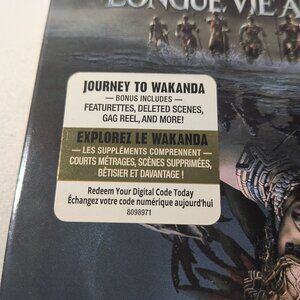 LONGUE VIE A
JOURNEY TO WAKANDA
— BONUS INCLUDES —
FEATURETTES, DELETED SCENES,
GAG REEL, AND MORE!
EXPLOREZ LE WAKANDA
— LES SUPPLÉMENTS COMPRENNENT —
COURTS MÉTRAGES, SCÈNES SUPPRIMÉES,
BÊTISIER ET DAVANTAGE !
Redeem Your Digital Code Today
Échangez votre code numérique aujourd'hui
8098971